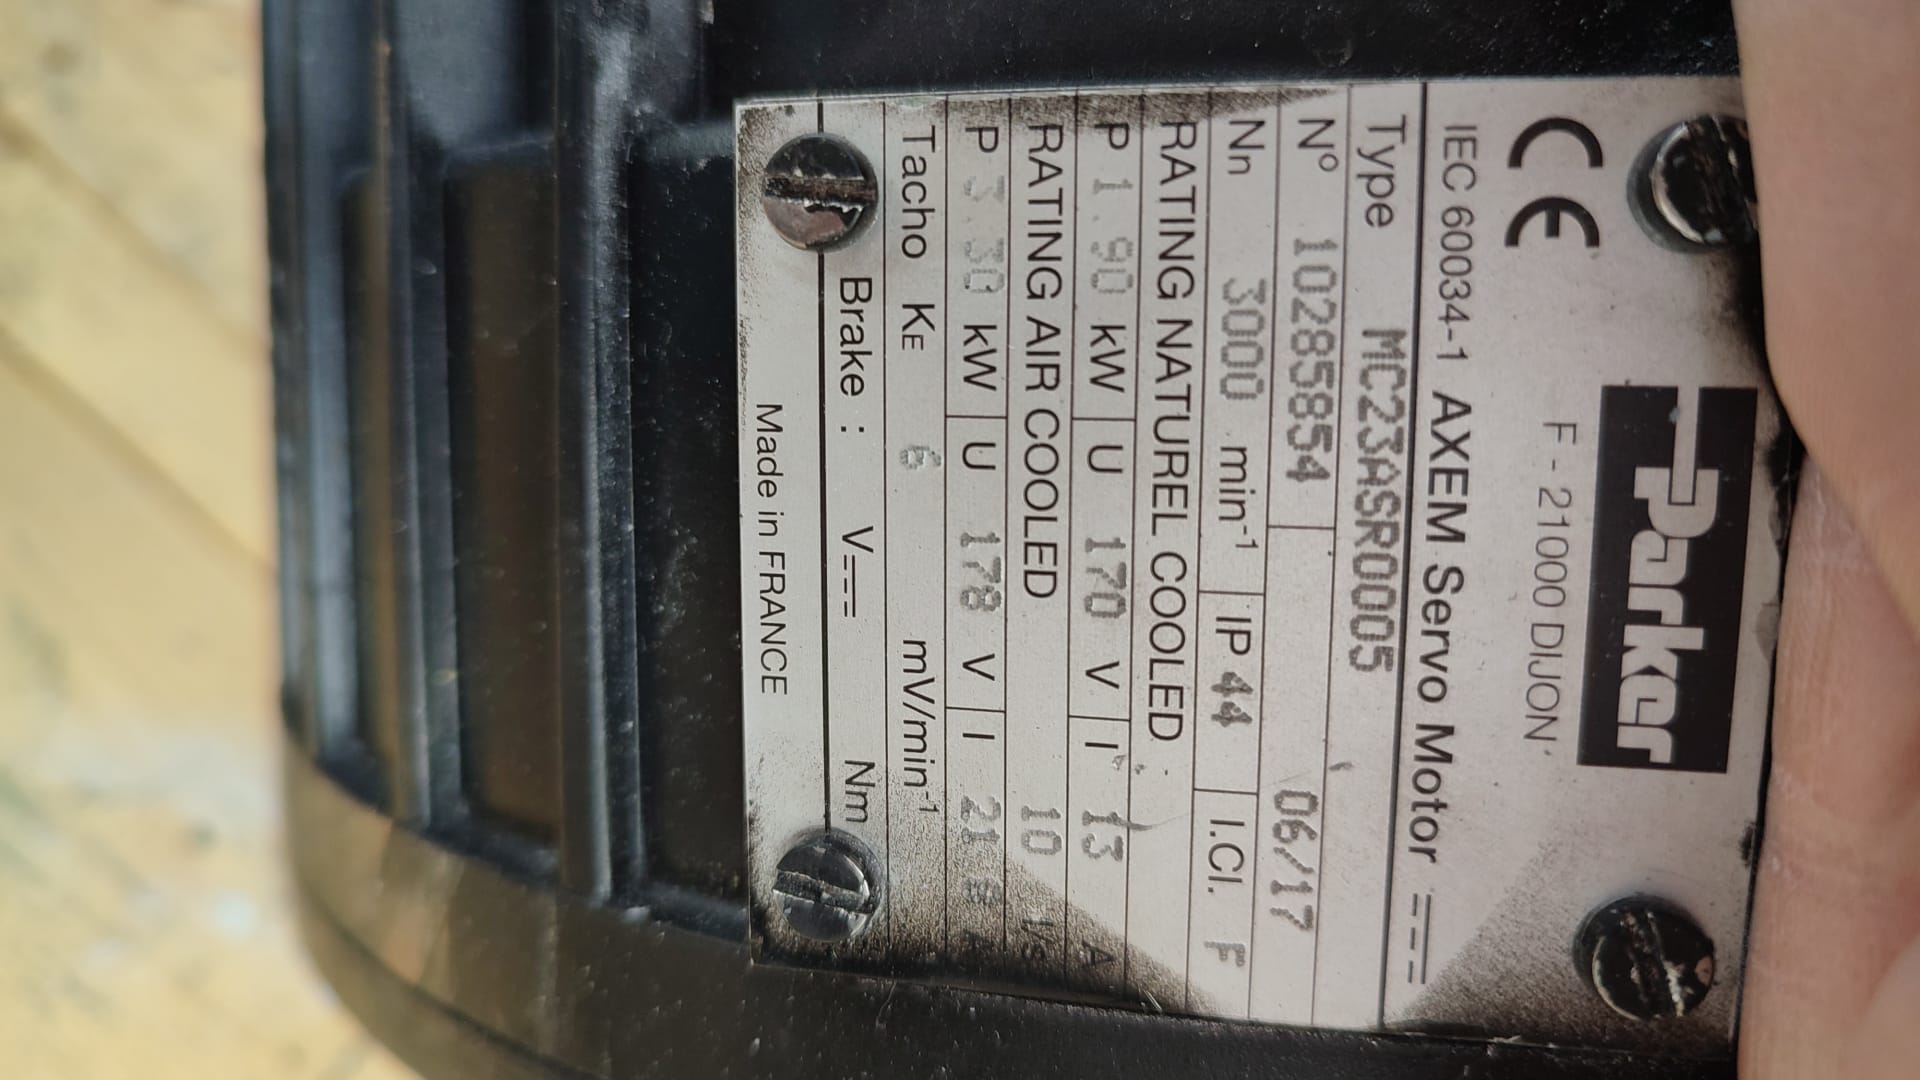 CE Parker
F - 21000 DIJON
IEC 60034-1 AXEM Servo Motor
Type MC23ASR0005
N° 10285854 06/17
Nn 3000 min-1 IP 44 I.Cl. F
RATING NATUREL COOLED
P 1.90 kW U 170 V I 13 A
RATING AIR COOLED 10 l/s
P 3.30 kW U 178 V I 21 A
Tacho KE 6 mV/min-1
Brake : V Nm
Made in FRANCE